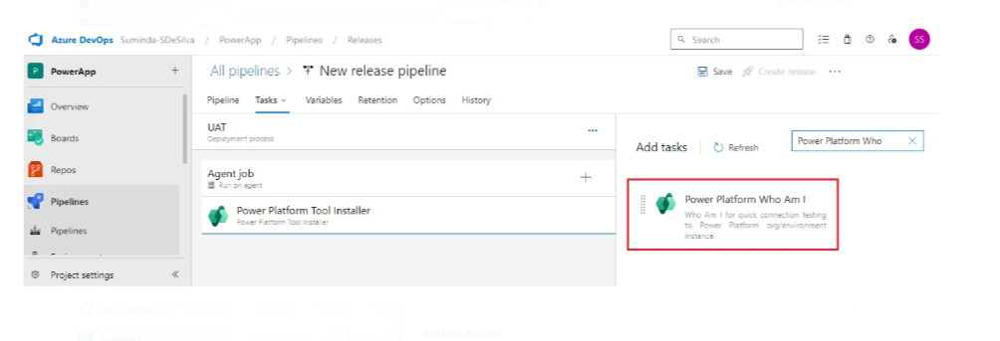 Azure DevOps Suminda-SDeSilva / PowerApp / Pipelines / Releases
Search
SS
P PowerApp +
All pipelines > New release pipeline
Save Create release ...
Overview
Pipeline Tasks Variables Retention Options History
Boards
UAT
Deployment process
...
Add tasks Refresh
Power Platform Who
Repos
Agent job
Run on agent
+
Pipelines
Power Platform Tool Installer
Power Platform Tool Installer
Power Platform Who Am I
Who Am I for quick connection testing
to Power Platform org/environment
instance.
Pipelines
Project settings
Add an artifact